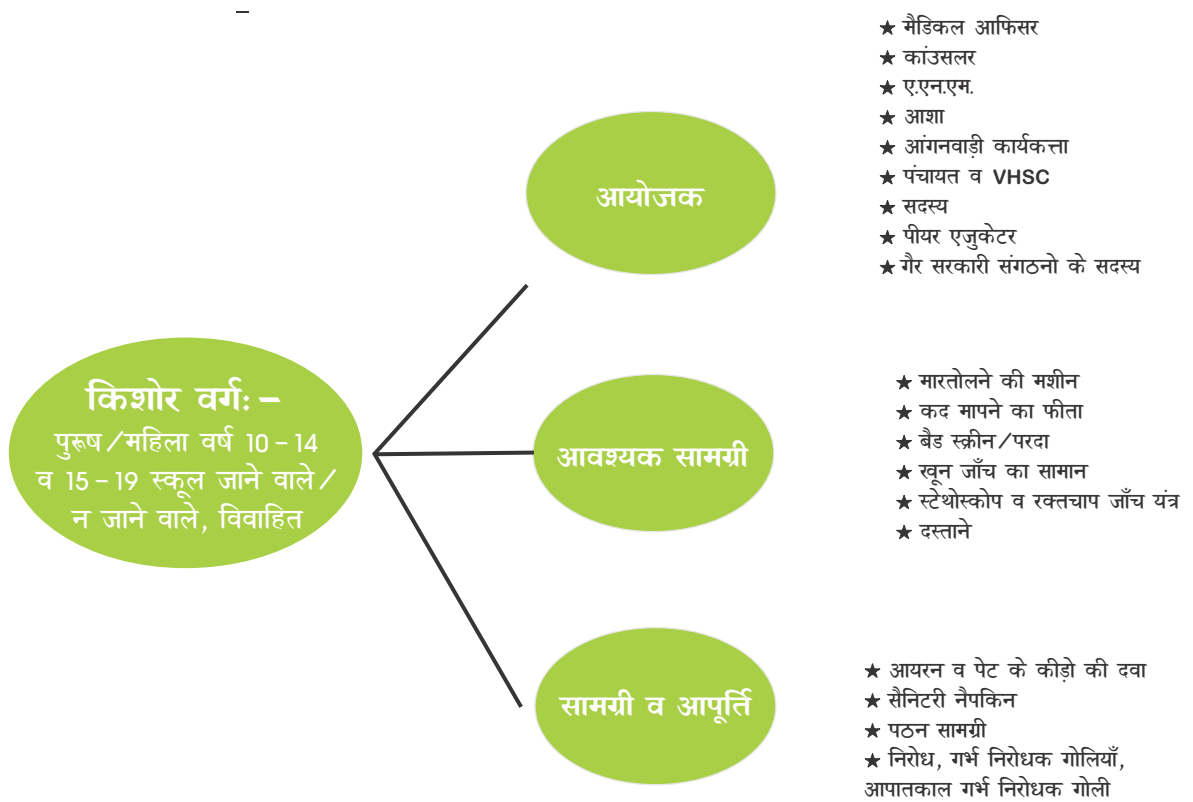 किशोर वर्गः –
पुरूष/महिला वर्ष 10 – 14
व 15 – 19 स्कूल जाने वाले/
न जाने वाले, विवाहित
आयोजक
★ मैडिकल आफिसर
★ कांउसलर
★ ए.एन.एम.
★ आशा
★ आंगनवाड़ी कार्यकत्ता
★ पंचायत व VHSC
★ सदस्य
★ पीयर एजुकेटर
★ गैर सरकारी संगठनो के सदस्य
आवश्यक सामग्री
★ मारतोलने की मशीन
★ कद मापने का फीता
★ बैड स्क्रीन/परदा
★ खून जाँच का सामान
★ स्टेथोस्कोप व रक्तचाप जाँच यंत्र
★ दस्ताने
सामग्री व आपूर्ति
★ आयरन व पेट के कीड़ो की दवा
★ सैनिटरी नैपकिन
★ पठन सामग्री
★ निरोध, गर्भ निरोधक गोलियाँ,
आपातकाल गर्भ निरोधक गोली